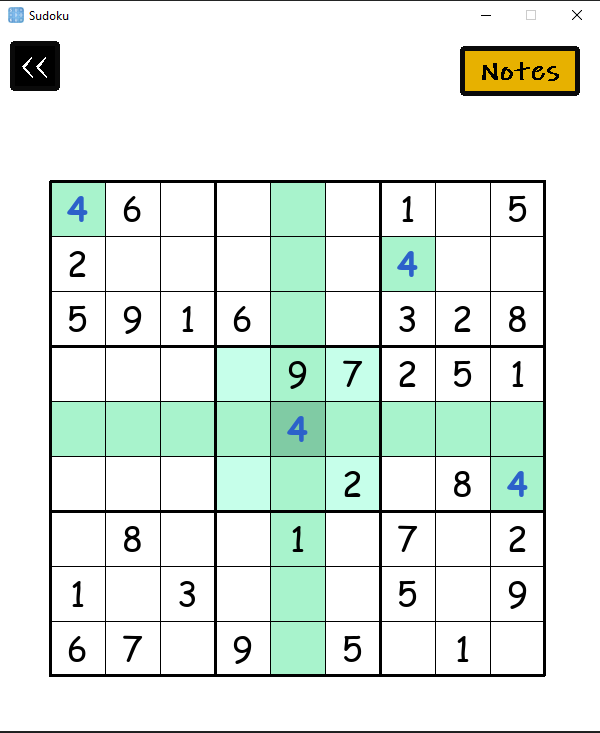 Sudoku
Notes
4 6 1 5
2 4
5 9 1 6 3 2 8
9 7 2 5 1
4
2 8 4
8 1 7 2
1 3 5 9
6 7 9 5 1